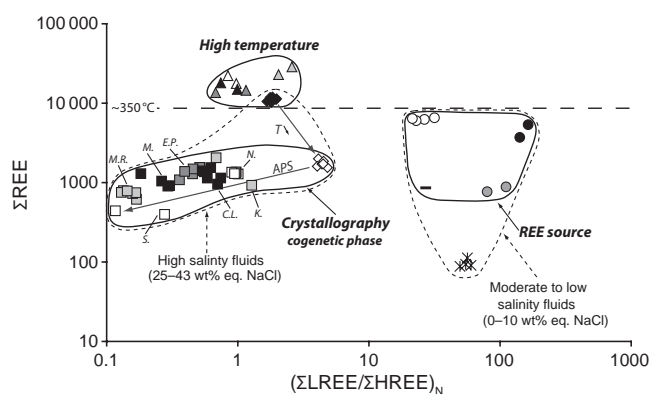 100 000
High temperature
10 000
~350°C
T
M.R.
M.
E.P.
N.
APS
1000
S.
C.L.
K.
Crystallography
cogenetic phase
REE source
High salinity fluids
(25–43 wt% eq. NaCl)
100
Moderate to low
salinity fluids
(0–10 wt% eq. NaCl)
10
ΣREE
0.1
1
10
100
1000
(ΣLREE/ΣHREE)N